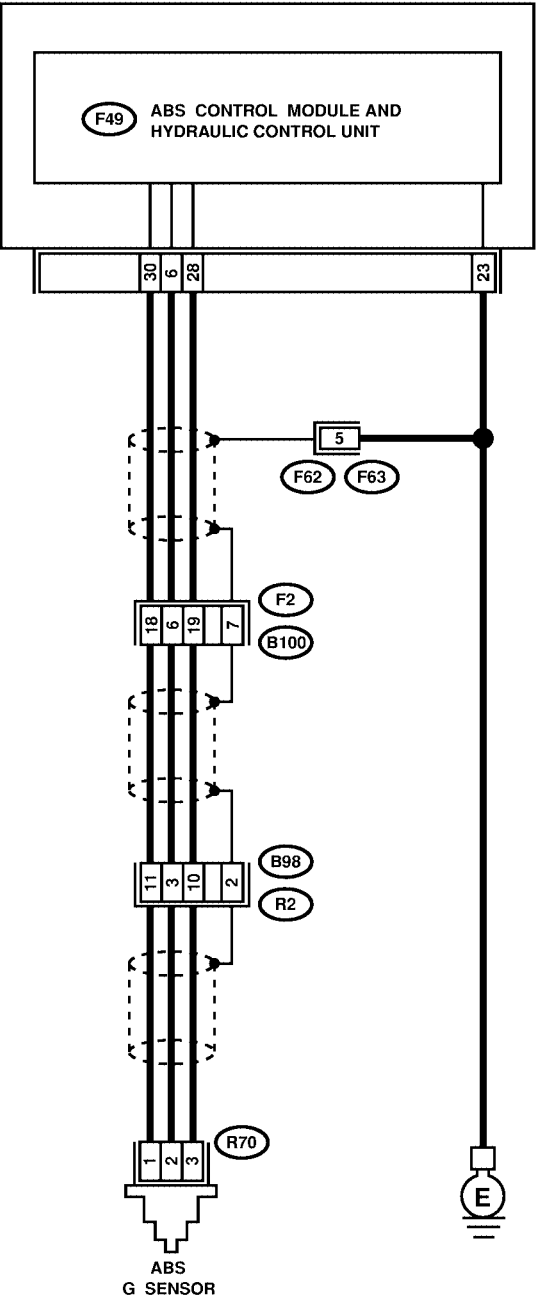 F49 ABS CONTROL MODULE AND
HYDRAULIC CONTROL UNIT
30 6 28 23
5
F62 F63
F2
18 6 19 7
B100
B98
11 3 10 2
R2
R70
1 2 3
E
ABS
G SENSOR